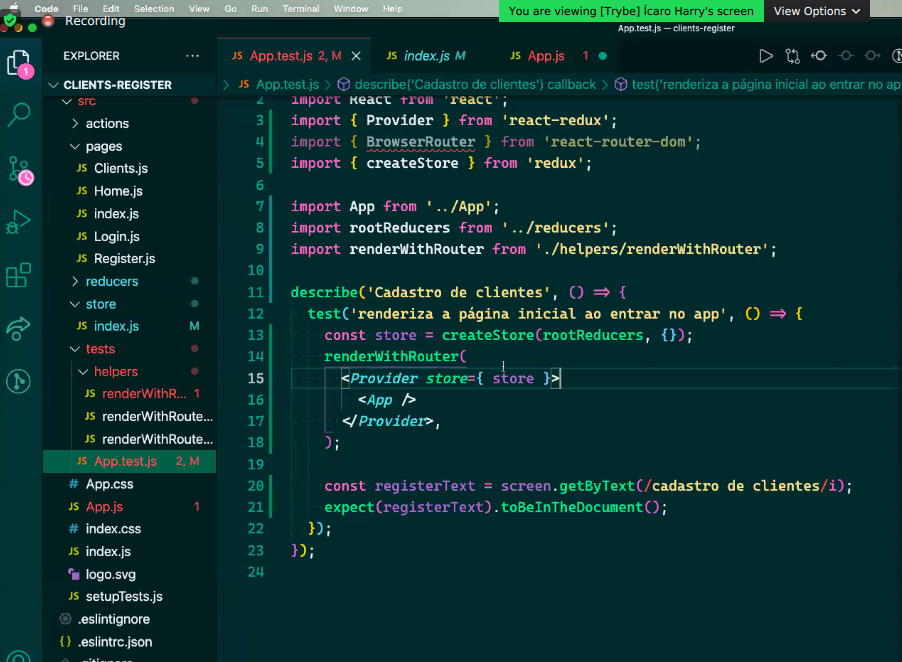 Code File Edit Selection View Go Run Terminal Window Help
You are viewing [Trybe] Ícaro Harry's screen
View Options
Recording
App.test.js — clients-register
EXPLORER
JS App.test.js 2, M
JS index.js M
JS App.js 1
CLIENTS-REGISTER
JS App.test.js > describe('Cadastro de clientes') callback > test('renderiza a página inicial ao entrar no ap
src
actions
pages
JS Clients.js
JS Home.js
JS index.js
JS Login.js
JS Register.js
reducers
store
JS index.js M
tests
helpers
JS renderWithR... 1
JS renderWithRoute...
JS renderWithRoute...
JS App.test.js 2, M
# App.css
JS App.js 1
# index.css
JS index.js
logo.svg
JS setupTests.js
.eslintignore
{} .eslintrc.json
.gitignore
1
2 import React from 'react';
3 import { Provider } from 'react-redux';
4 import { BrowserRouter } from 'react-router-dom';
5 import { createStore } from 'redux';
6
7 import App from '../App';
8 import rootReducers from '../reducers';
9 import renderWithRouter from './helpers/renderWithRouter';
10
11 describe('Cadastro de clientes', () => {
12 test('renderiza a página inicial ao entrar no app', () => {
13 const store = createStore(rootReducers, {});
14 renderWithRouter(
15 <Provider store={ store }>
16 <App />
17 </Provider>,
18 );
19
20 const registerText = screen.getByText(/cadastro de clientes/i);
21 expect(registerText).toBeInTheDocument();
22 });
23 });
24